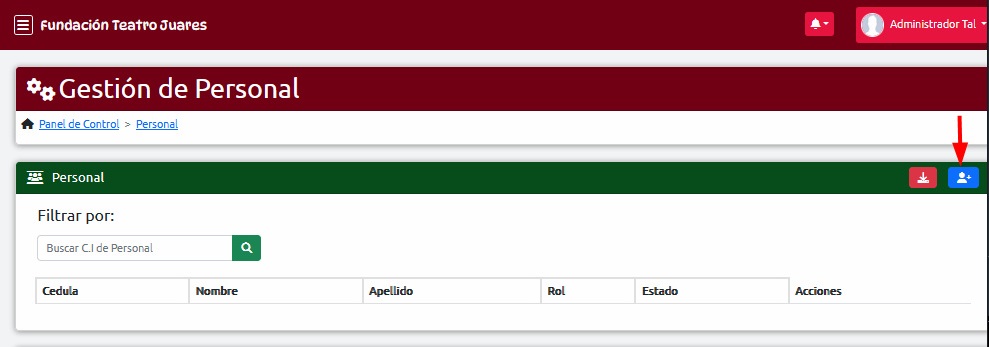 Fundación Teatro Juares
Administrador Tal
Gestión de Personal
Panel de Control > Personal
Personal
Filtrar por:
Buscar C.I de Personal
Cedula Nombre Apellido Rol Estado Acciones